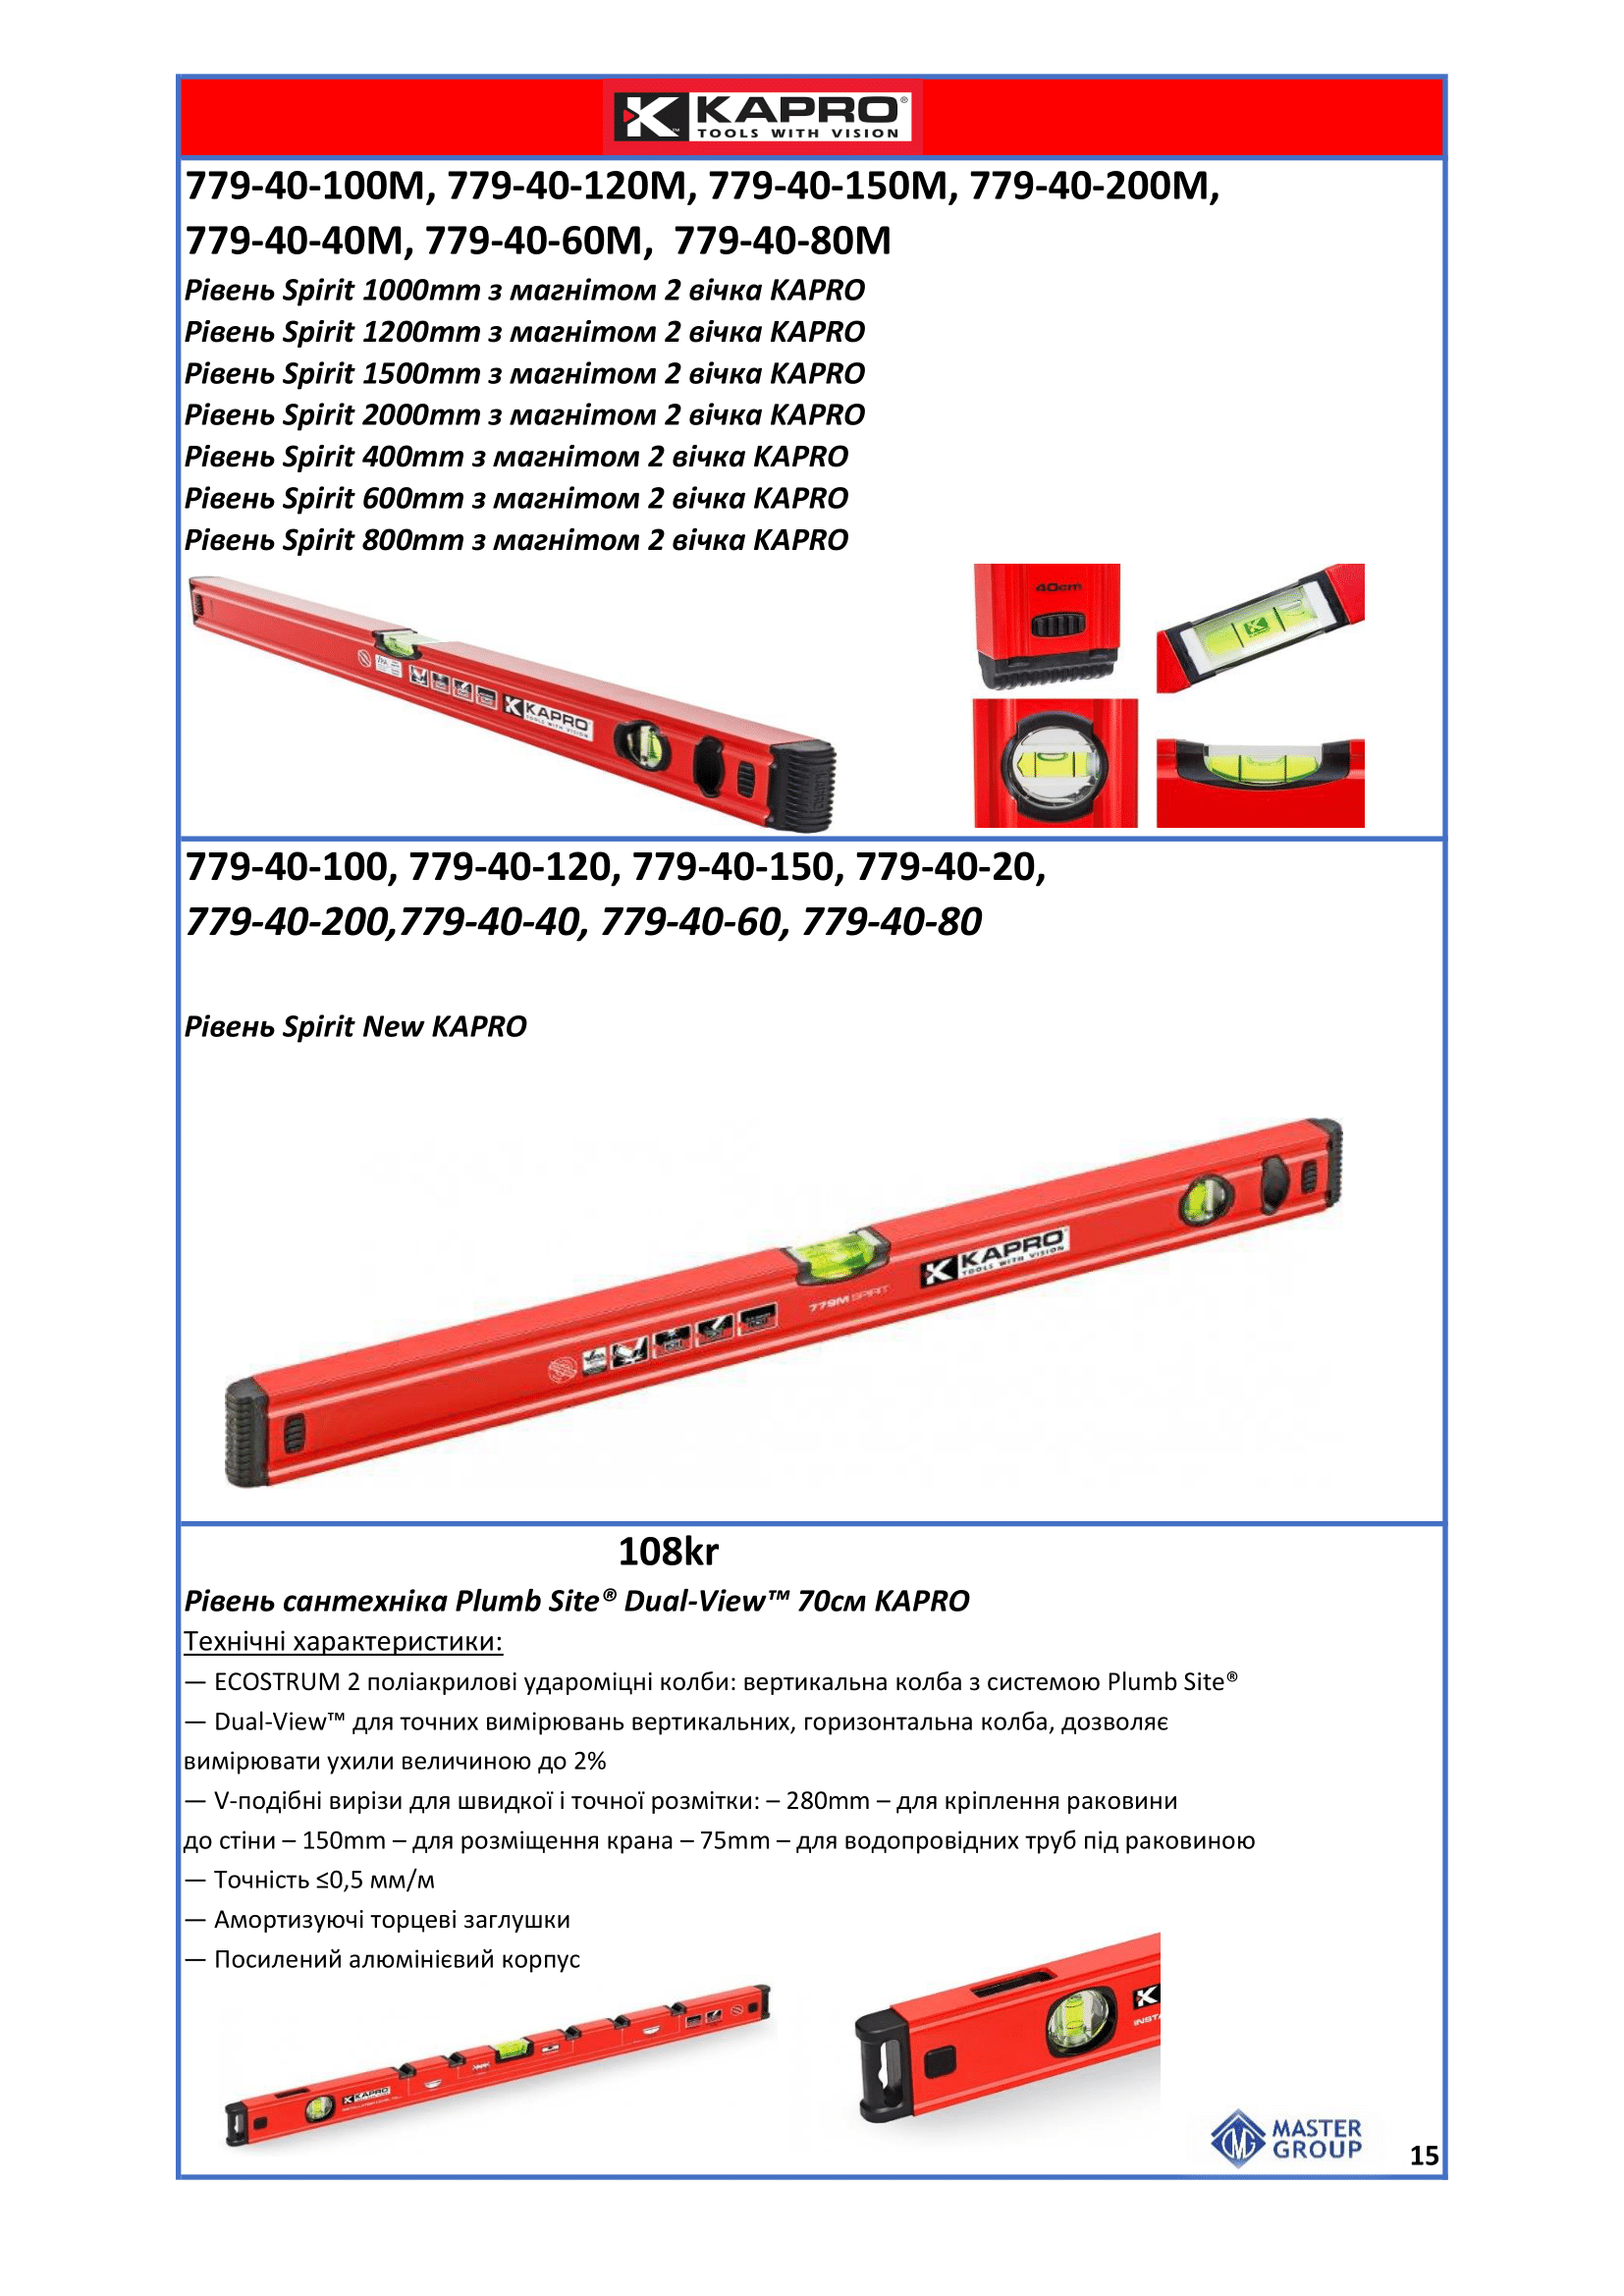 KAPRO®
TOOLS WITH VISION
779-40-100M, 779-40-120M, 779-40-150M, 779-40-200M,
779-40-40M, 779-40-60M, 779-40-80M
Рівень Spirit 1000mm з магнітом 2 вічка KAPRO
Рівень Spirit 1200mm з магнітом 2 вічка KAPRO
Рівень Spirit 1500mm з магнітом 2 вічка KAPRO
Рівень Spirit 2000mm з магнітом 2 вічка KAPRO
Рівень Spirit 400mm з магнітом 2 вічка KAPRO
Рівень Spirit 600mm з магнітом 2 вічка KAPRO
Рівень Spirit 800mm з магнітом 2 вічка KAPRO
40cm
KAPRO
TOOLS WITH VISION
779-40-100, 779-40-120, 779-40-150, 779-40-20,
779-40-200,779-40-40, 779-40-60, 779-40-80
Рівень Spirit New KAPRO
KAPRO
TOOLS WITH VISION
779M SPIRIT
108kr
Рівень сантехніка Plumb Site® Dual-View™ 70см KAPRO
Технічні характеристики:
— ECOSTRUM 2 поліакрилові удароміцні колби: вертикальна колба з системою Plumb Site®
— Dual-View™ для точних вимірювань вертикальних, горизонтальна колба, дозволяє
вимірювати ухили величиною до 2%
— V-подібні вирізи для швидкої і точної розмітки: – 280mm – для кріплення раковини
до стіни – 150mm – для розміщення крана – 75mm – для водопровідних труб під раковиною
— Точність ≤0,5 мм/м
— Амортизуючі торцеві заглушки
— Посилений алюмінієвий корпус
KAPRO
INSTA
MASTER
GROUP
15